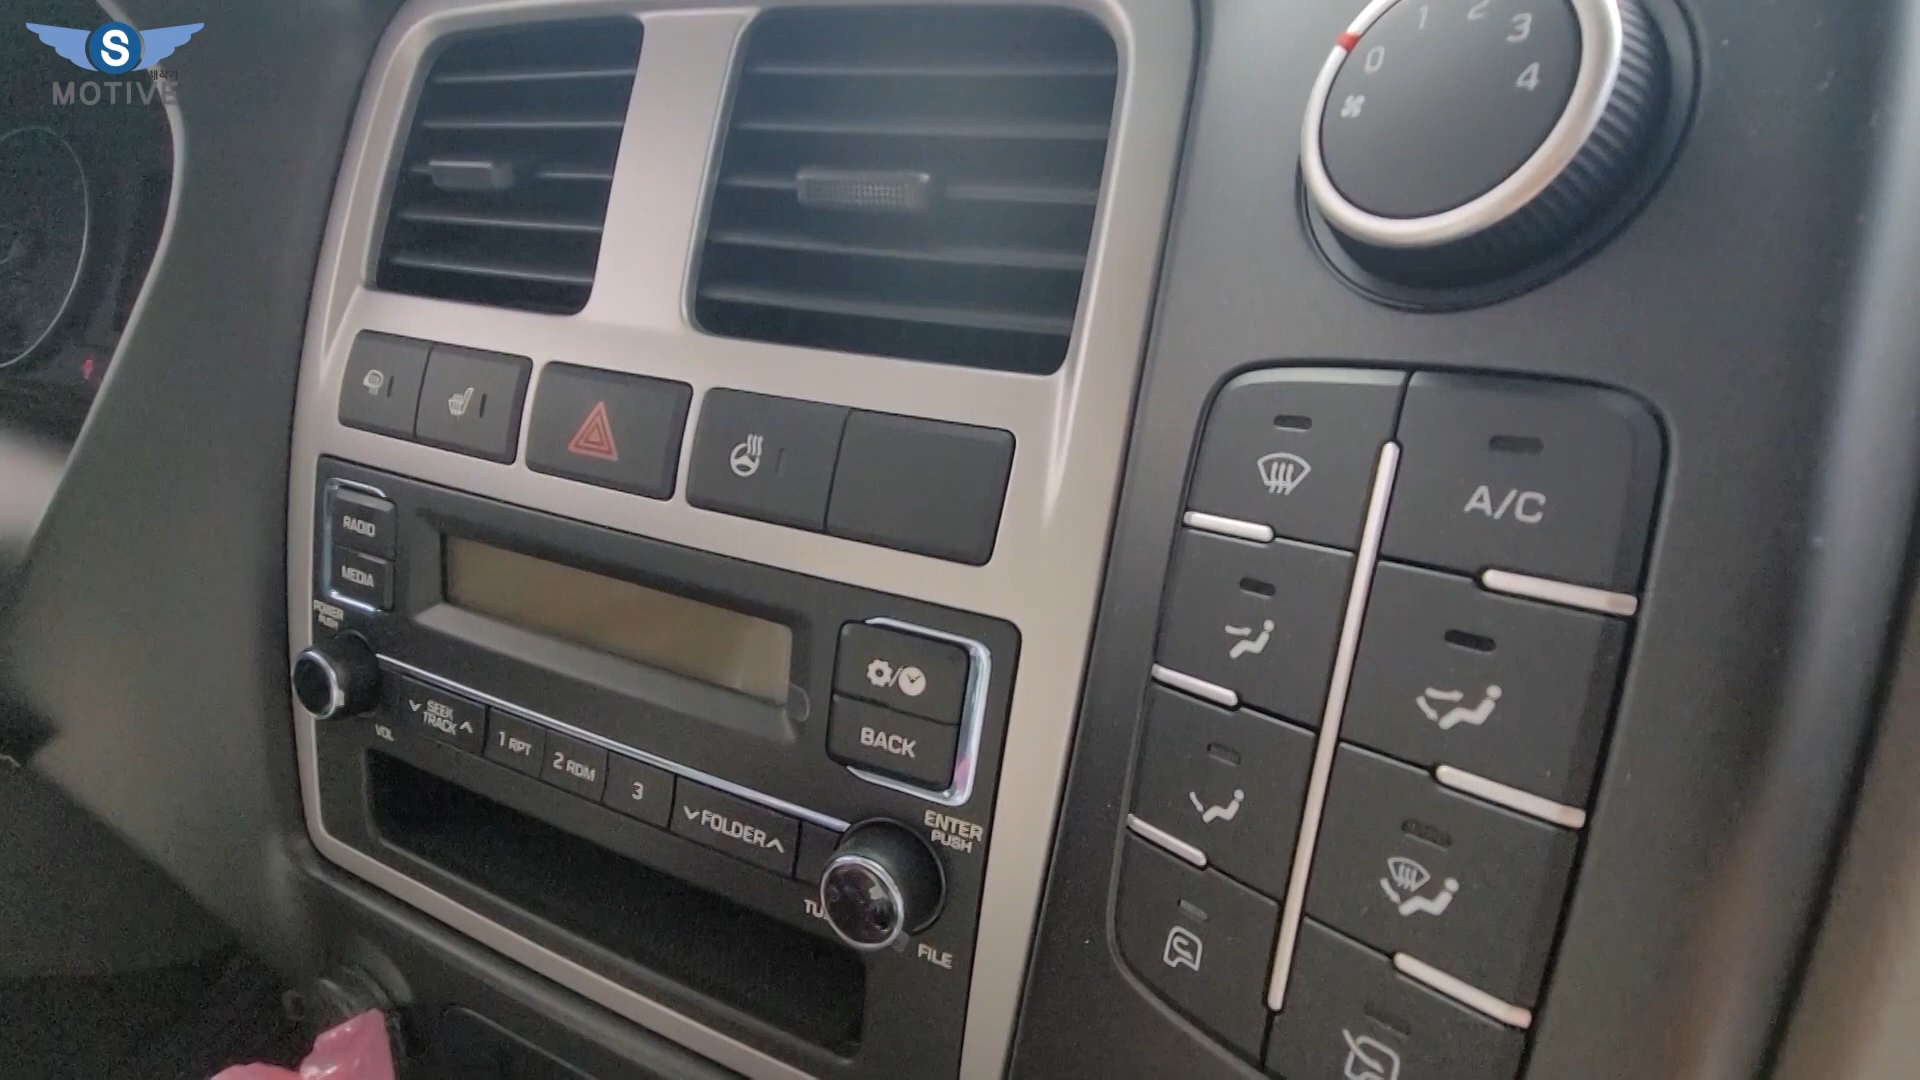 S
MOTIVE
0
1
2
3
4
RADIO
MEDIA
POWER
PUSH
VOL
SEEK
TRACK
1 RPT
2 RDM
3
FOLDER
BACK
ENTER
PUSH
FILE
A/C